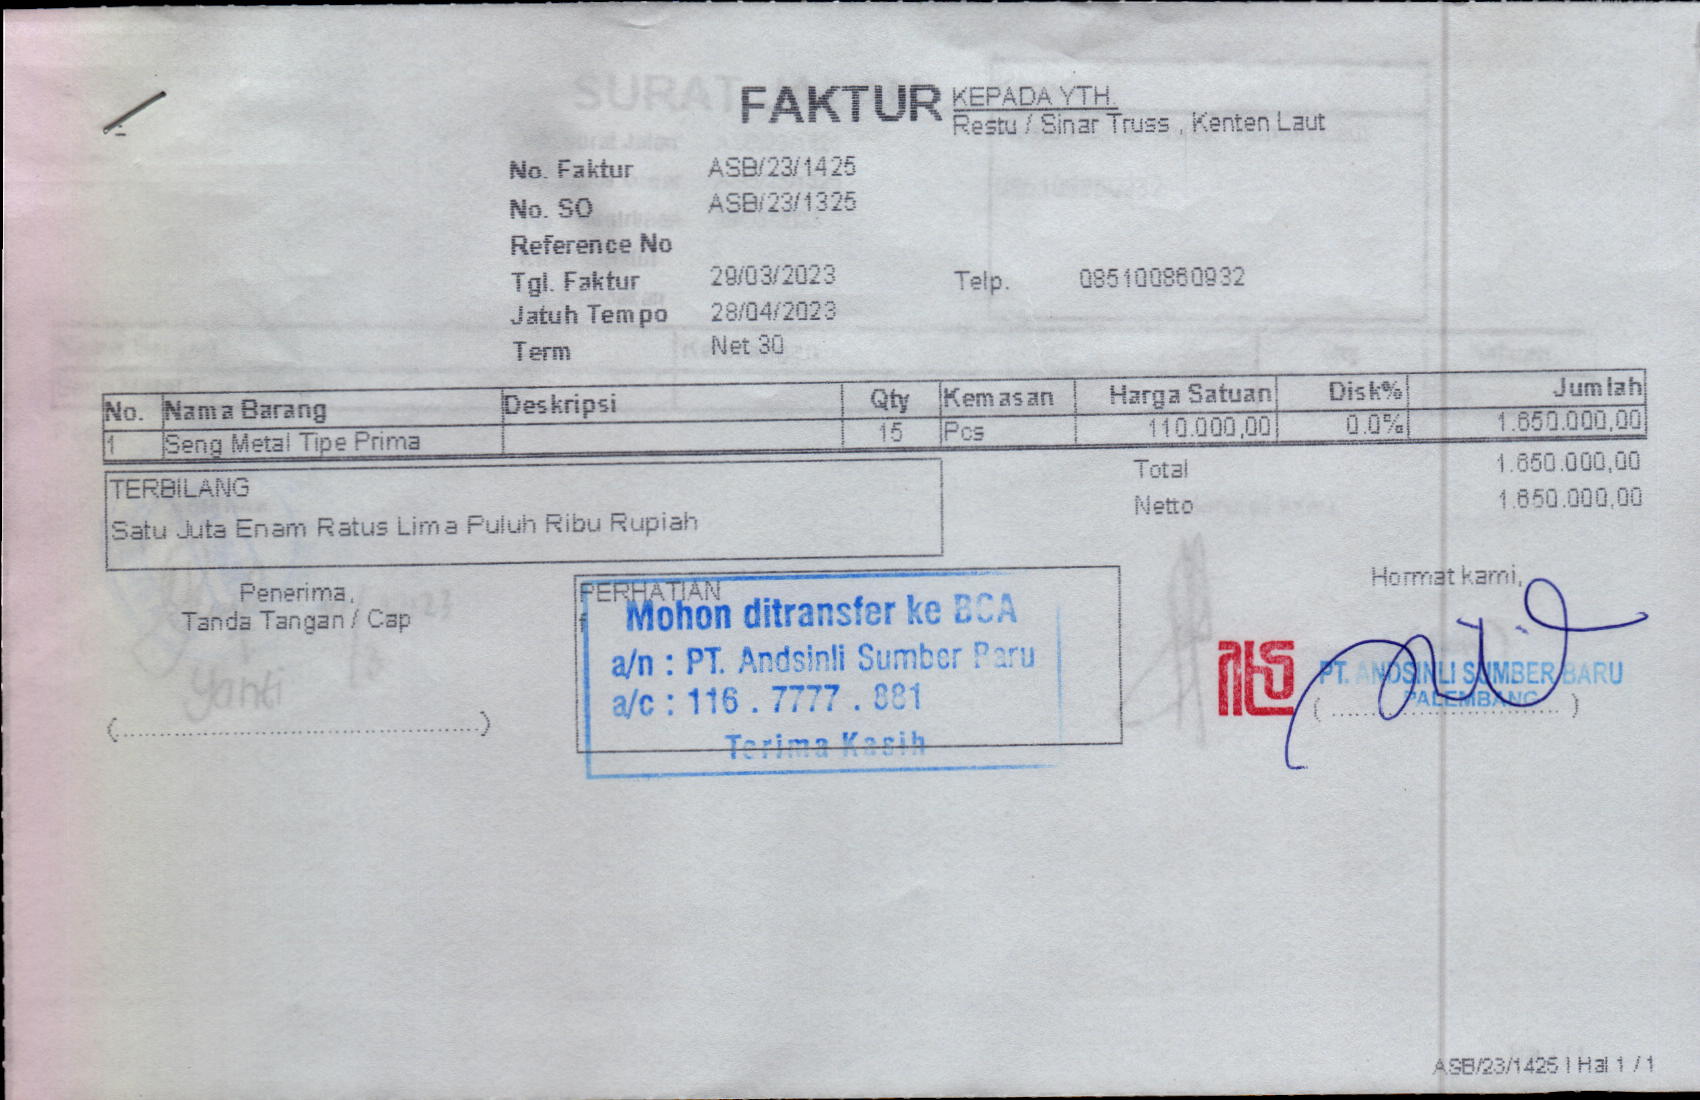 FAKTUR
KEPADA YTH.
Restu / Sinar Truss , Kenten Laut
No. Faktur ASB/23/1425
No. SO ASB/23/1325
Reference No
Tgl. Faktur 29/03/2023 Telp. 085100860932
Jatuh Tempo 28/04/2023
Term Net 30
No. Nama Barang Deskripsi Qty Kemasan Harga Satuan Disk% Jumlah
1 Seng Metal Tipe Prima 15 Pcs 110.000,00 0.0% 1.650.000,00
Total 1.650.000,00
Netto 1.650.000,00
TERBILANG
Satu Juta Enam Ratus Lima Puluh Ribu Rupiah
Penerima,
Tanda Tangan / Cap
Yanti
(..........................................................)
PERHATIAN
Mohon ditransfer ke BCA
a/n : PT. Andsinli Sumber Baru
a/c : 116 . 7777 . 881
Terima Kasih
Hormat kami,
PT. ANDSINLI SUMBER BARU
PALEMBANG
( ..................................... )
ASB/23/1425 | Hal 1 / 1